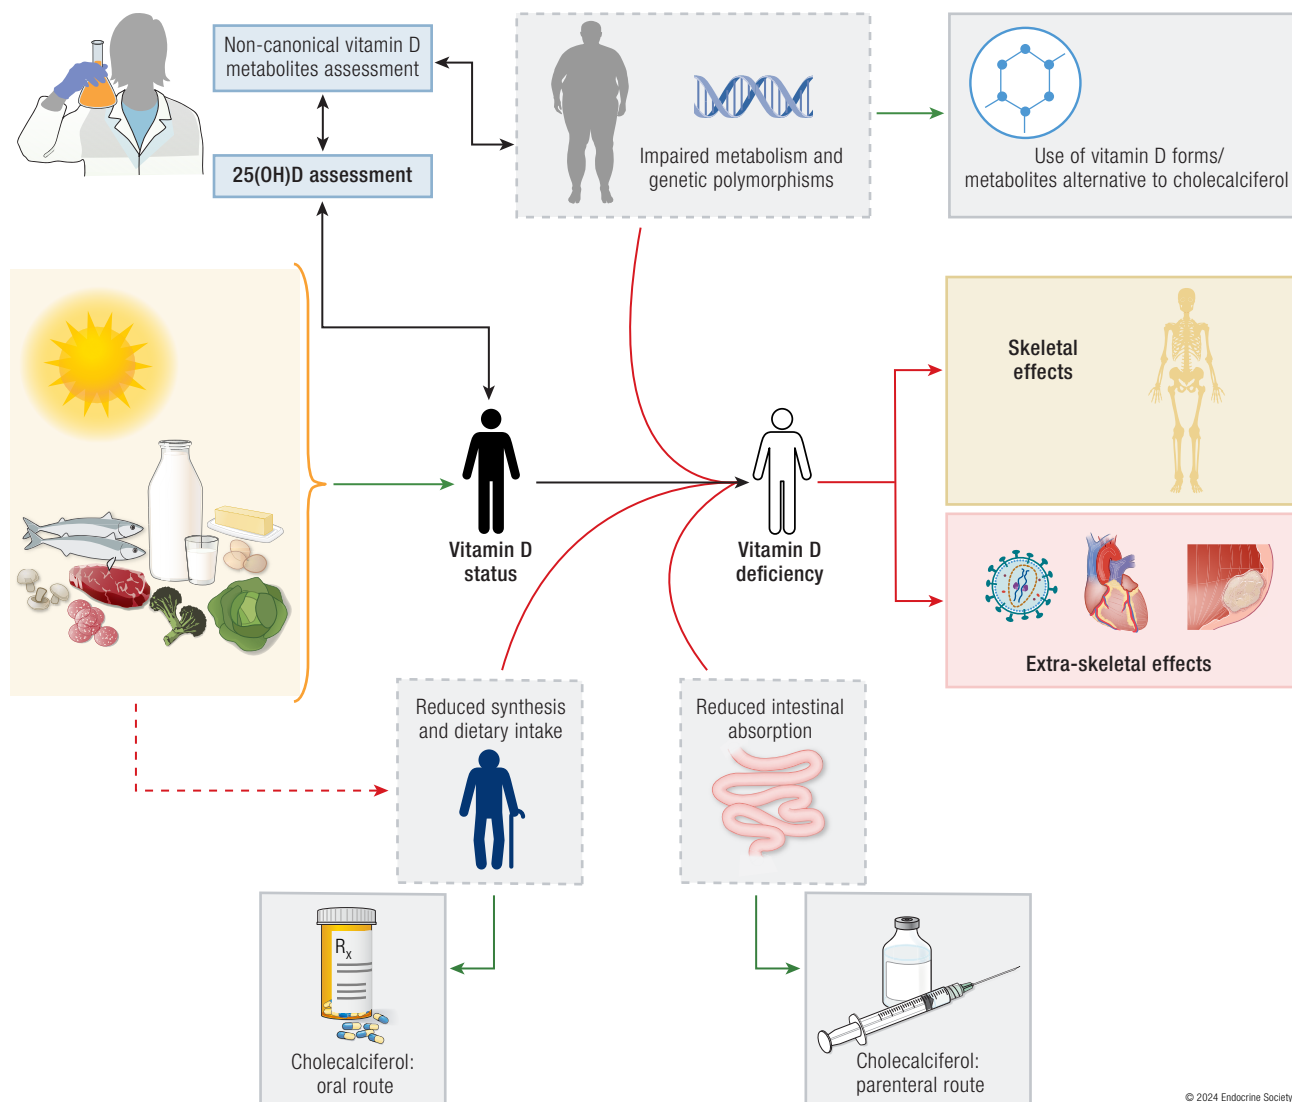 Non-canonical vitamin D
metabolites assessment
25(OH)D assessment
Impaired metabolism and
genetic polymorphisms
Use of vitamin D forms/
metabolites alternative to cholecalciferol
Skeletal
effects
Vitamin D
status
Vitamin D
deficiency
Extra-skeletal effects
Reduced synthesis
and dietary intake
Reduced intestinal
absorption
Rx
Cholecalciferol:
oral route
Cholecalciferol:
parenteral route
© 2024 Endocrine Society